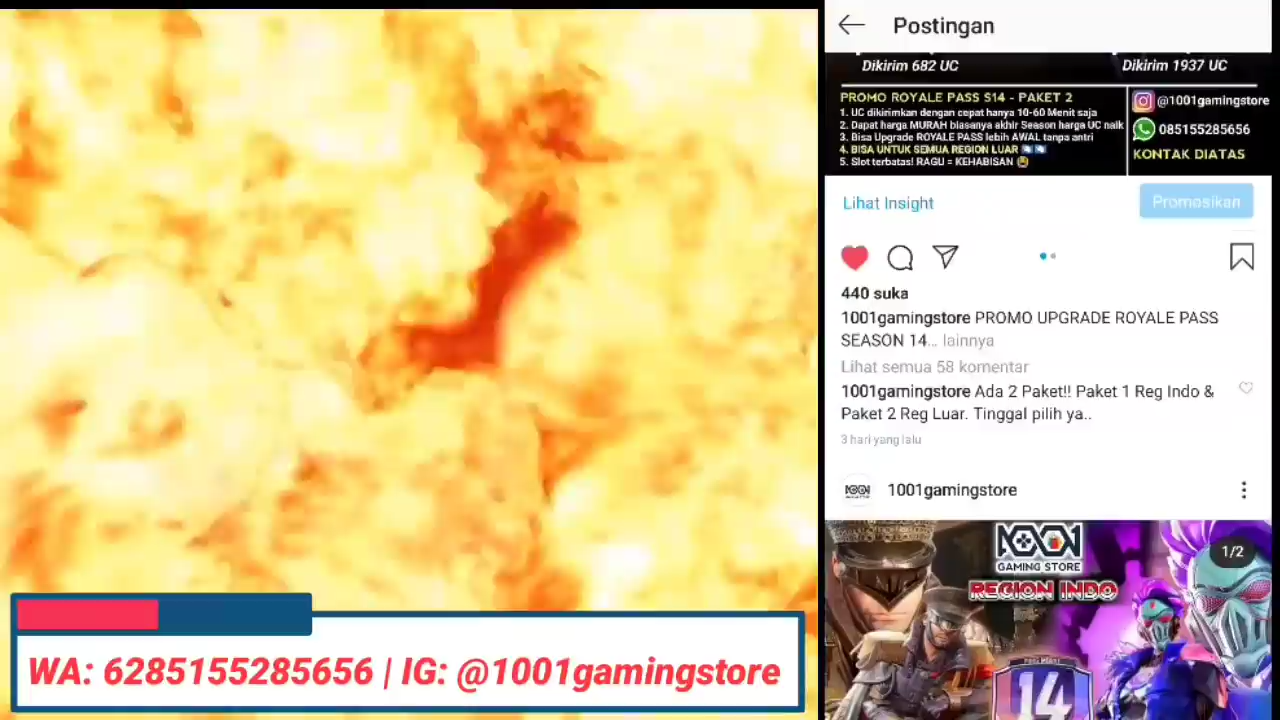 WA: 6285155285656 | IG: @1001gamingstore
Postingan
Dikirim 682 UC
Dikirim 1937 UC
PROMO ROYALE PASS S14 - PAKET 2
1. UC dikirimkan dengan cepat hanya 10-60 Menit saja
2. Dapat harga MURAH biasanya akhir Season harga UC naik
3. Bisa Upgrade ROYALE PASS lebih AWAL tanpa antri
4. BISA UNTUK SEMUA REGION LUAR
5. Slot terbatas! RAGU = KEHABISAN 😭
@1001gamingstore
085155285656
KONTAK DIATAS
Lihat Insight
Promosikan
440 suka
1001gamingstore PROMO UPGRADE ROYALE PASS
SEASON 14... lainnya
Lihat semua 58 komentar
1001gamingstore Ada 2 Paket!! Paket 1 Reg Indo &
Paket 2 Reg Luar. Tinggal pilih ya..
3 hari yang lalu
1001gamingstore
1/2
1001
GAMING STORE
REGION INDO
14